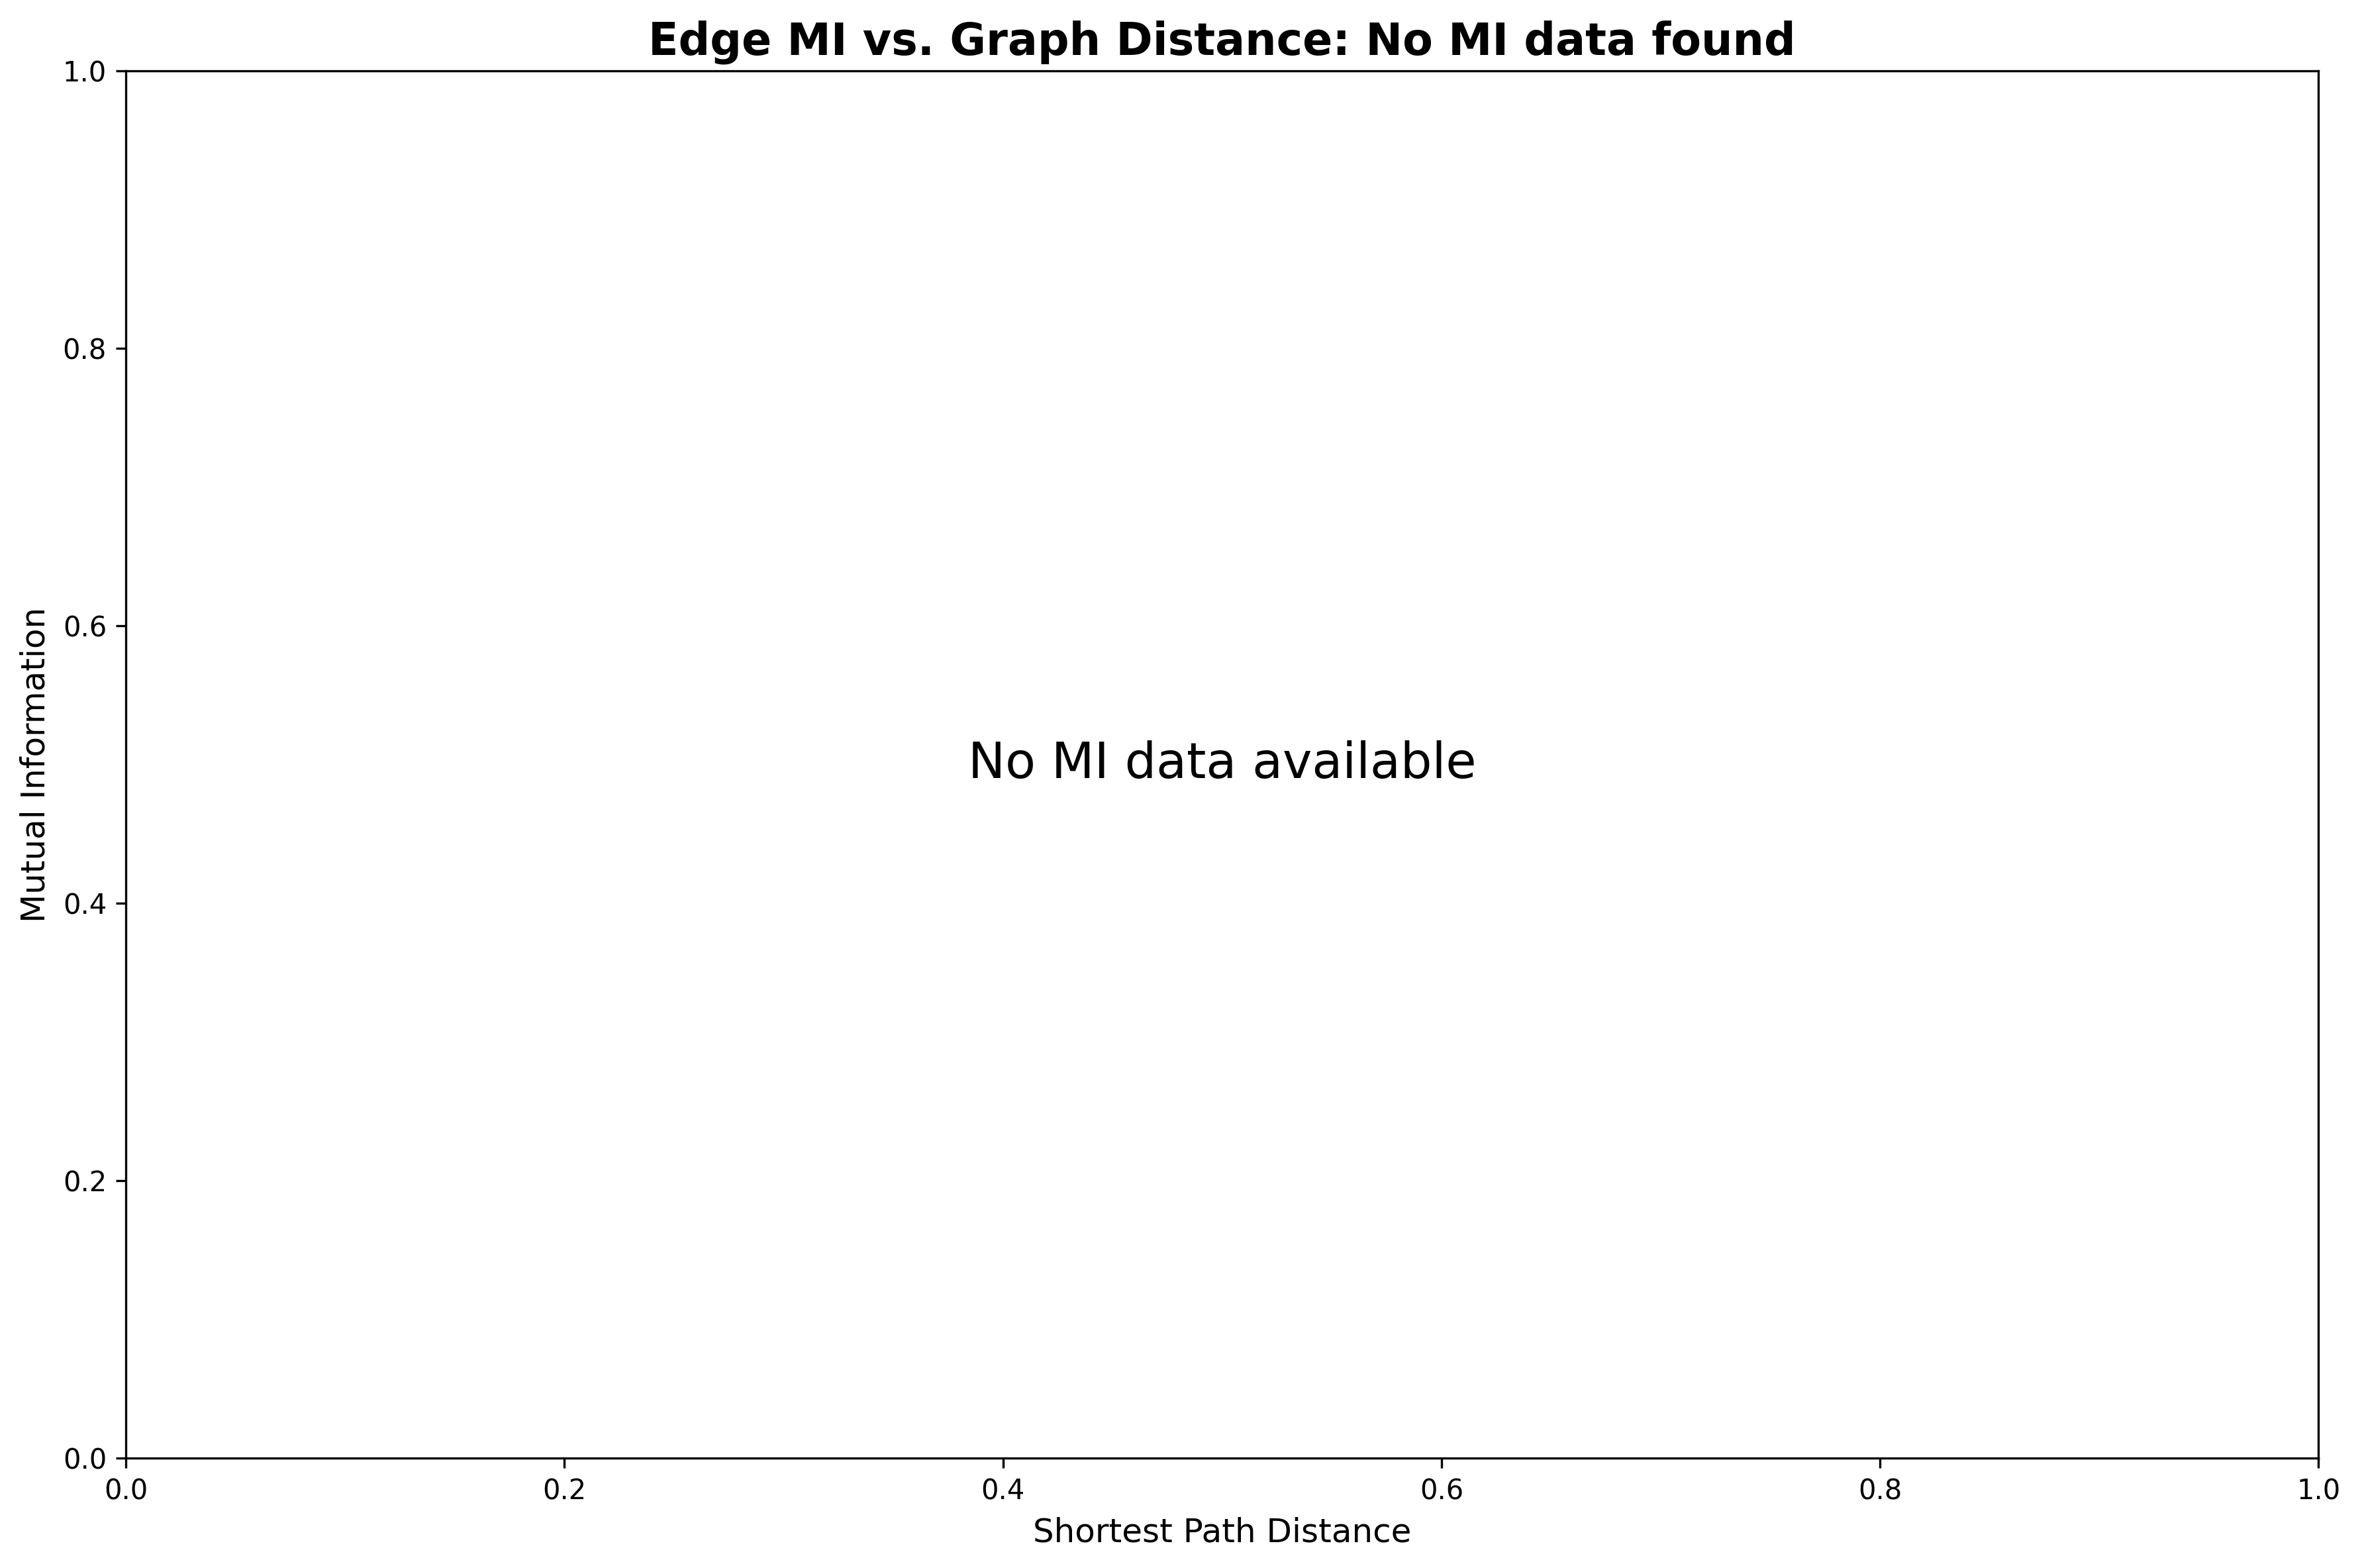 Edge MI vs. Graph Distance: No MI data found
1.0
0.8
0.6
0.4
0.2
0.0
Mutual Information
No MI data available
0.0 0.2 0.4 0.6 0.8 1.0
Shortest Path Distance